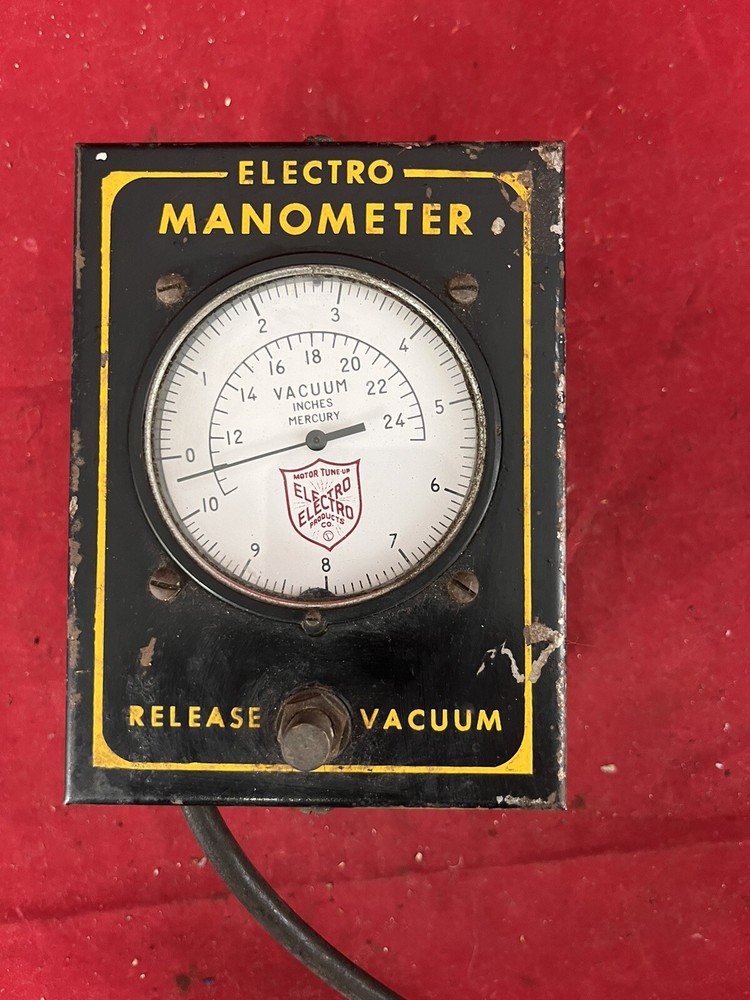 ELECTRO
MANOMETER
0 1 2 3 4 5 6 7 8 9
10 12 14 16 18 20 22 24
VACUUM
INCHES
MERCURY
MOTOR TUNE-UP
ELECTRO
ELECTRO
PRODUCTS
CO.
RELEASE VACUUM